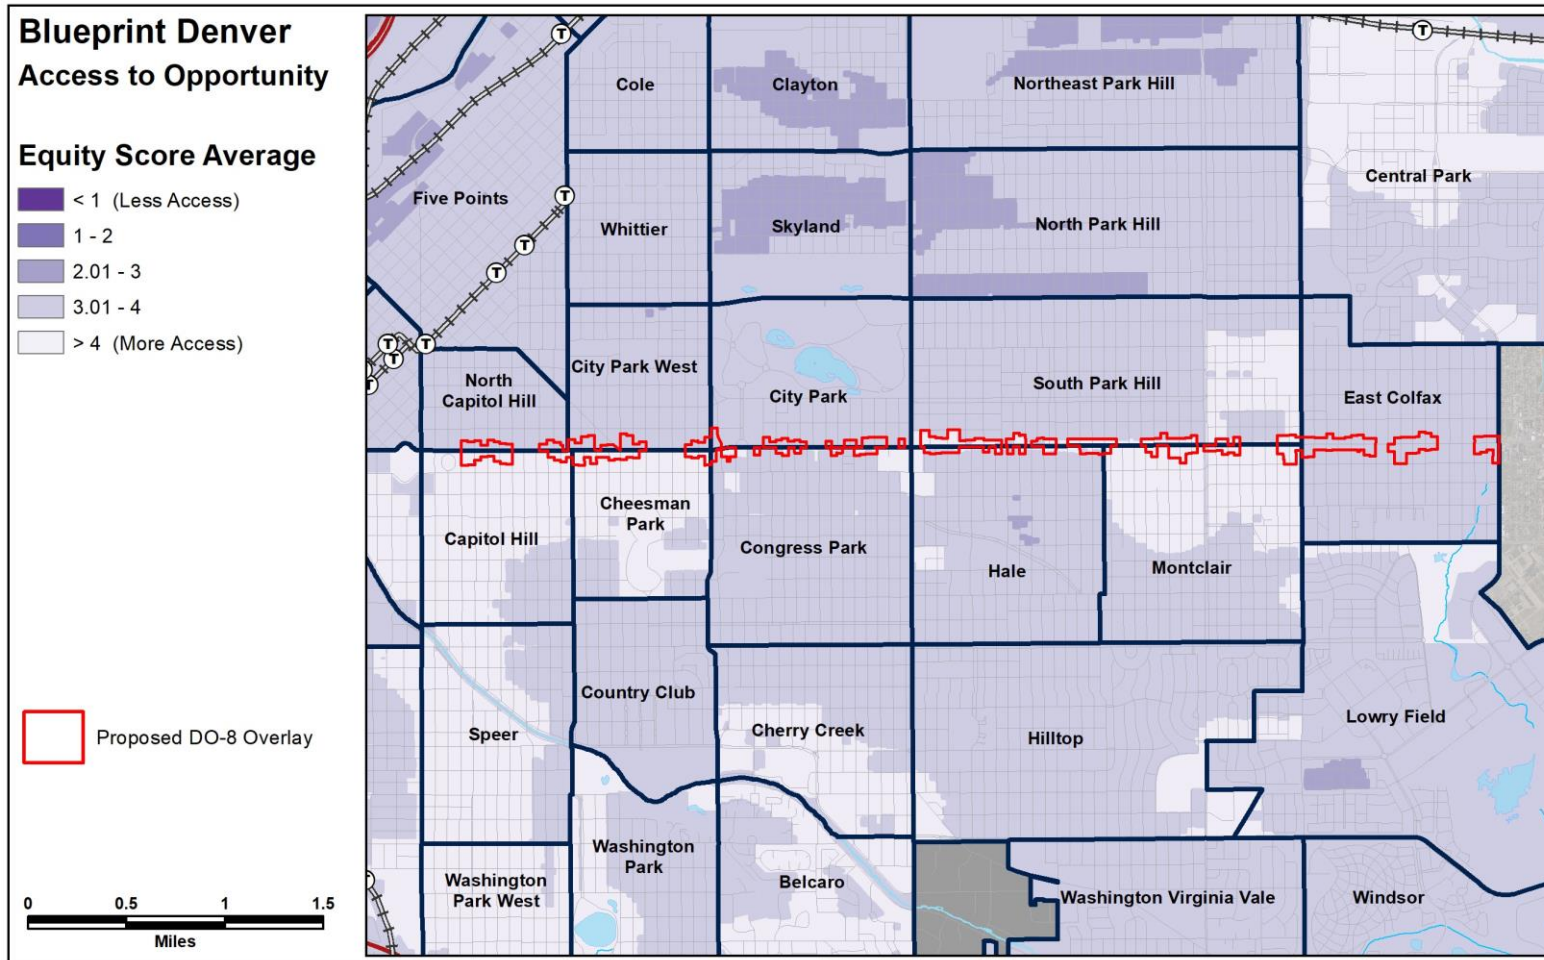 Blueprint Denver
Access to Opportunity
Equity Score Average
< 1 (Less Access)
1 - 2
2.01 - 3
3.01 - 4
> 4 (More Access)
Proposed DO-8 Overlay
0 0.5 1 1.5
Miles
T
Cole
Clayton
Northeast Park Hill
T
Five Points
T
Whittier
Skyland
North Park Hill
Central Park
T
T
T
T
T
T
North
Capitol Hill
City Park West
City Park
South Park Hill
East Colfax
Capitol Hill
Cheesman
Park
Congress Park
Hale
Montclair
Speer
Country Club
Cherry Creek
Hilltop
Lowry Field
Washington
Park West
Washington
Park
Belcaro
Washington Virginia Vale
Windsor